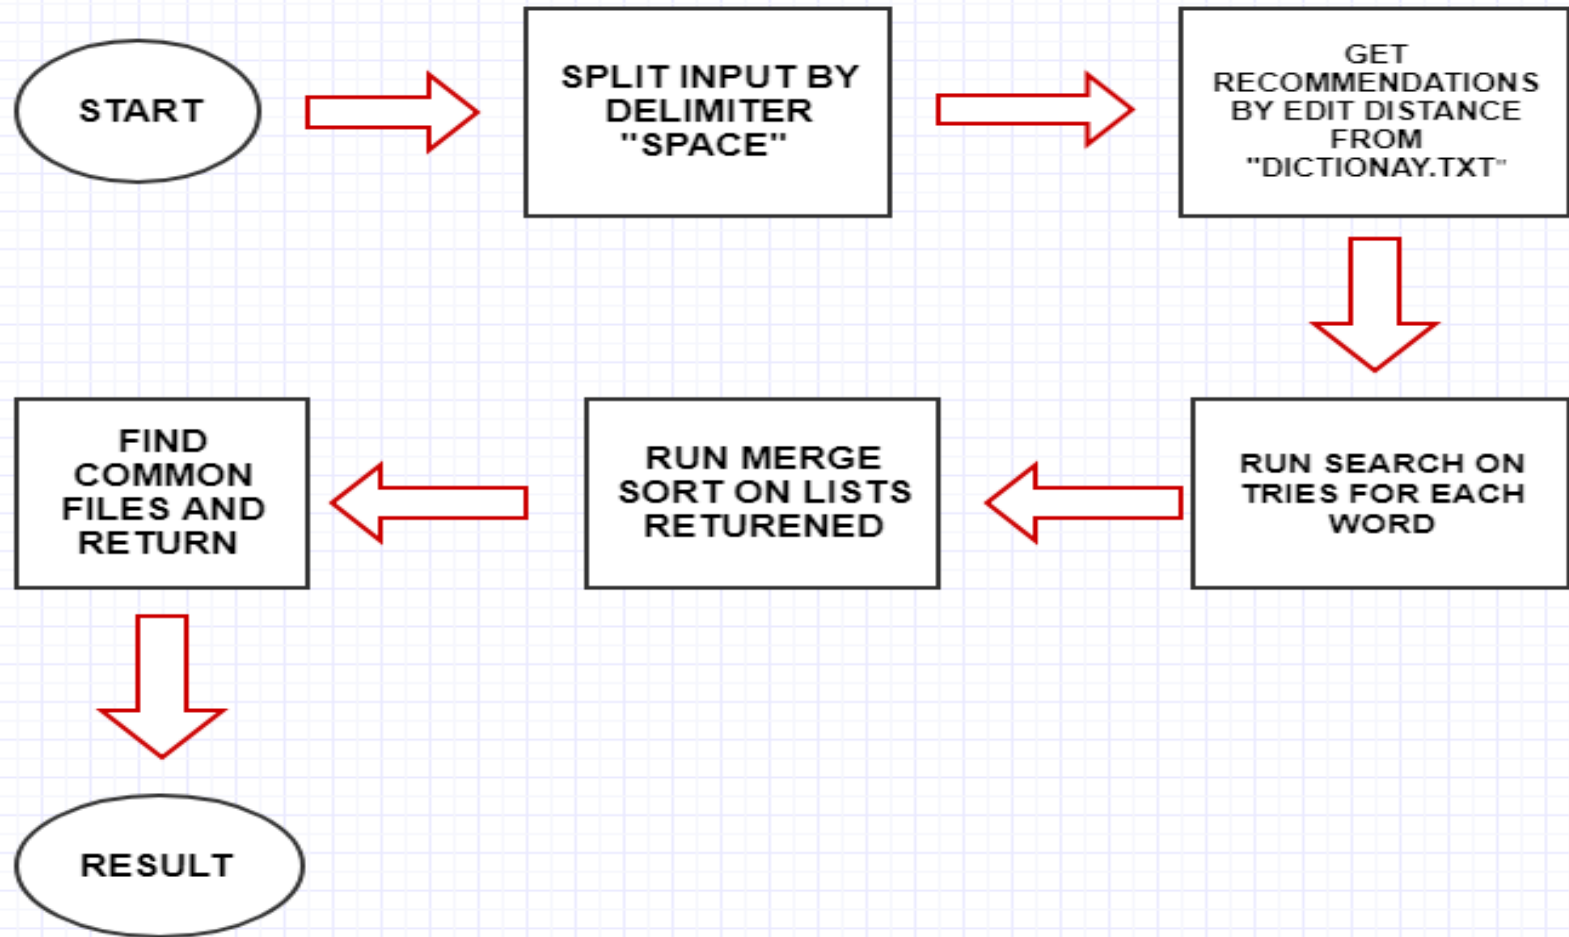 START
SPLIT INPUT BY
DELIMITER
"SPACE"
GET
RECOMMENDATIONS
BY EDIT DISTANCE
FROM
"DICTIONAY.TXT"
RUN SEARCH ON
TRIES FOR EACH
WORD
RUN MERGE
SORT ON LISTS
RETURENED
FIND
COMMON
FILES AND
RETURN
RESULT